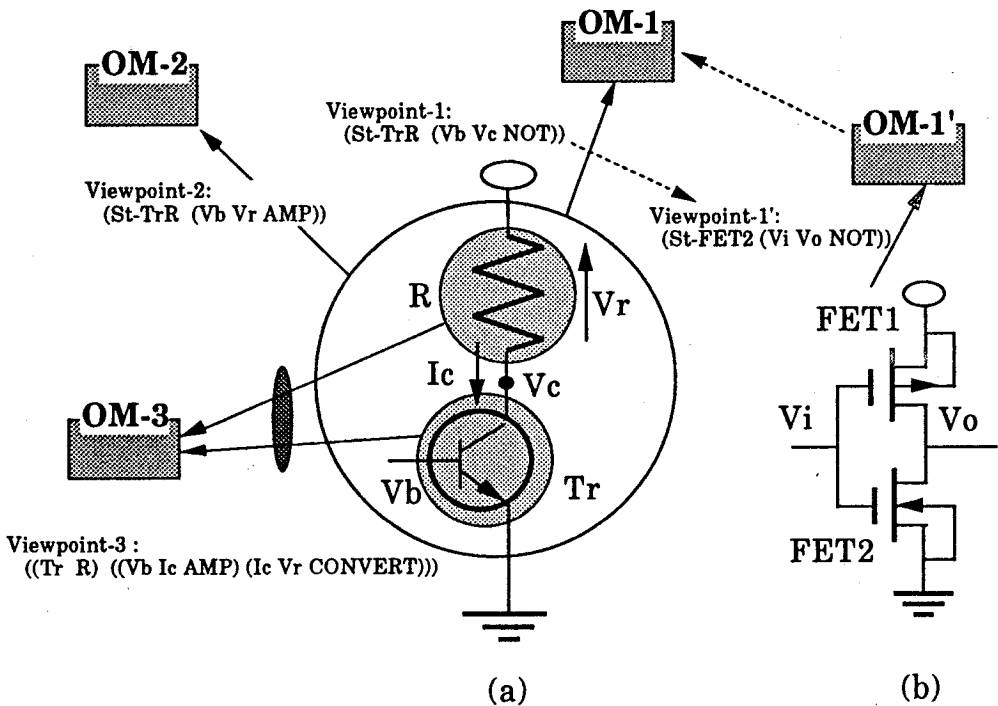 OM-1
OM-2
OM-1'
Viewpoint-1:
(St-TrR (Vb Vc NOT))
Viewpoint-2:
(St-TrR (Vb Vr AMP))
Viewpoint-1':
(St-FET2 (Vi Vo NOT))
R
Vr
FET1
Ic
Vc
OM-3
Vi
Vo
Vb
Tr
Viewpoint-3 :
((Tr R) ((Vb Ic AMP) (Ic Vr CONVERT)))
FET2
(a)
(b)